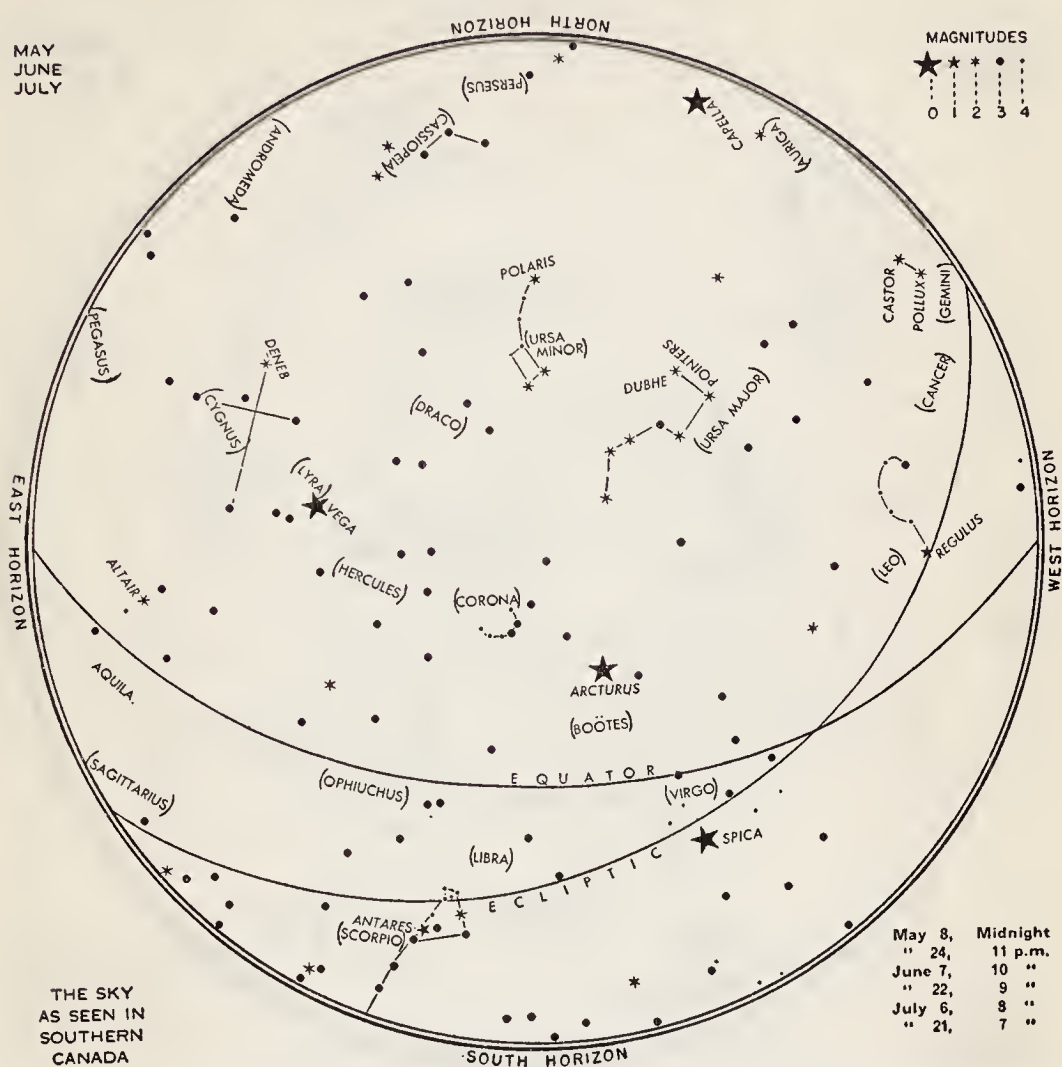 MAY
JUNE
JULY
NORTH HORIZON
MAGNITUDES
0 1 2 3 4
(PERSEUS)
(CASSIOPEIA)
CAPELLA
(AURIGA)
(ANDROMEDA)
POLARIS
CASTOR
POLLUX
(GEMINI)
(PEGASUS)
DENEB
(URSA
MINOR)
POINTERS
DUBHE
(URSA MAJOR)
(CANCER)
(CYGNUS)
(DRACO)
(LYRA)
VEGA
EAST HORIZON
WEST HORIZON
REGULUS
(LEO)
ALTAIR
(HERCULES)
(CORONA)
AQUILA.
ARCTURUS
(BOÖTES)
EQUATOR
(SAGITTARIUS)
(OPHIUCHUS)
(VIRGO)
SPICA
(LIBRA)
ECLIPTIC
ANTARES
(SCORPIO)
May 8, Midnight
" 24, 11 p.m.
June 7, 10 "
" 22, 9 "
July 6, 8 "
" 21, 7 "
THE SKY
AS SEEN IN
SOUTHERN
CANADA
SOUTH HORIZON